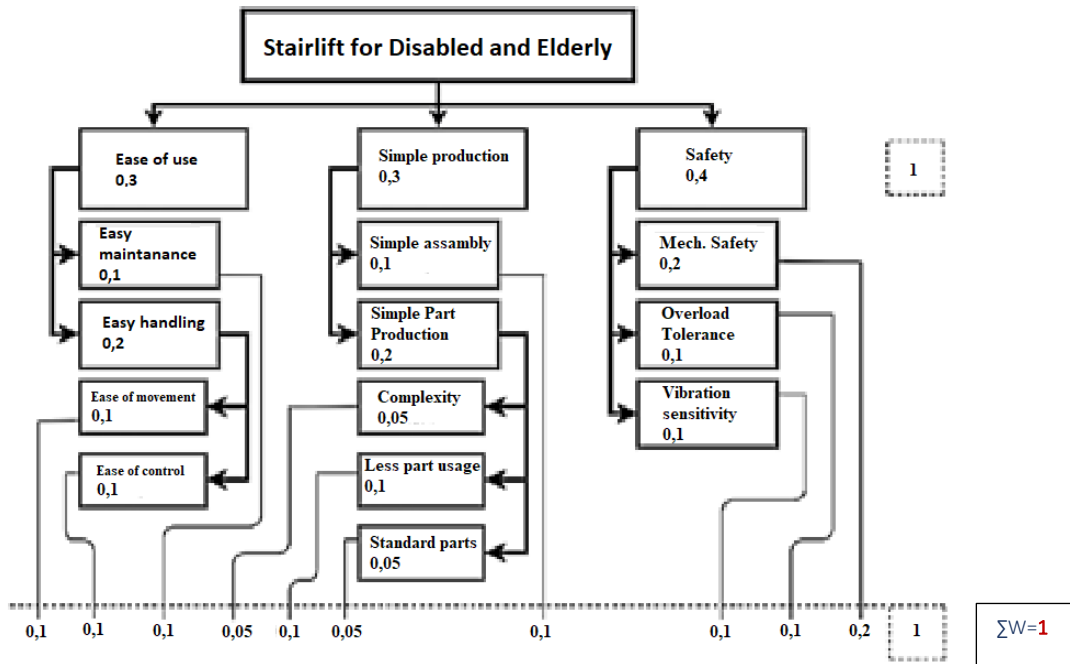 Stairlift for Disabled and Elderly
Ease of use
0,3
Simple production
0,3
Safety
0,4
1
Easy
maintanance
0,1
Simple assambly
0,1
Mech. Safety
0,2
Easy handling
0,2
Simple Part
Production
0,2
Overload
Tolerance
0,1
Ease of movement
0,1
Complexity
0,05
Vibration
sensitivity
0,1
Ease of control
0,1
Less part usage
0,1
Standard parts
0,05
0,1 0,1 0,1 0,05 0,1 0,05 0,1 0,1 0,1 0,2 1
∑W=1